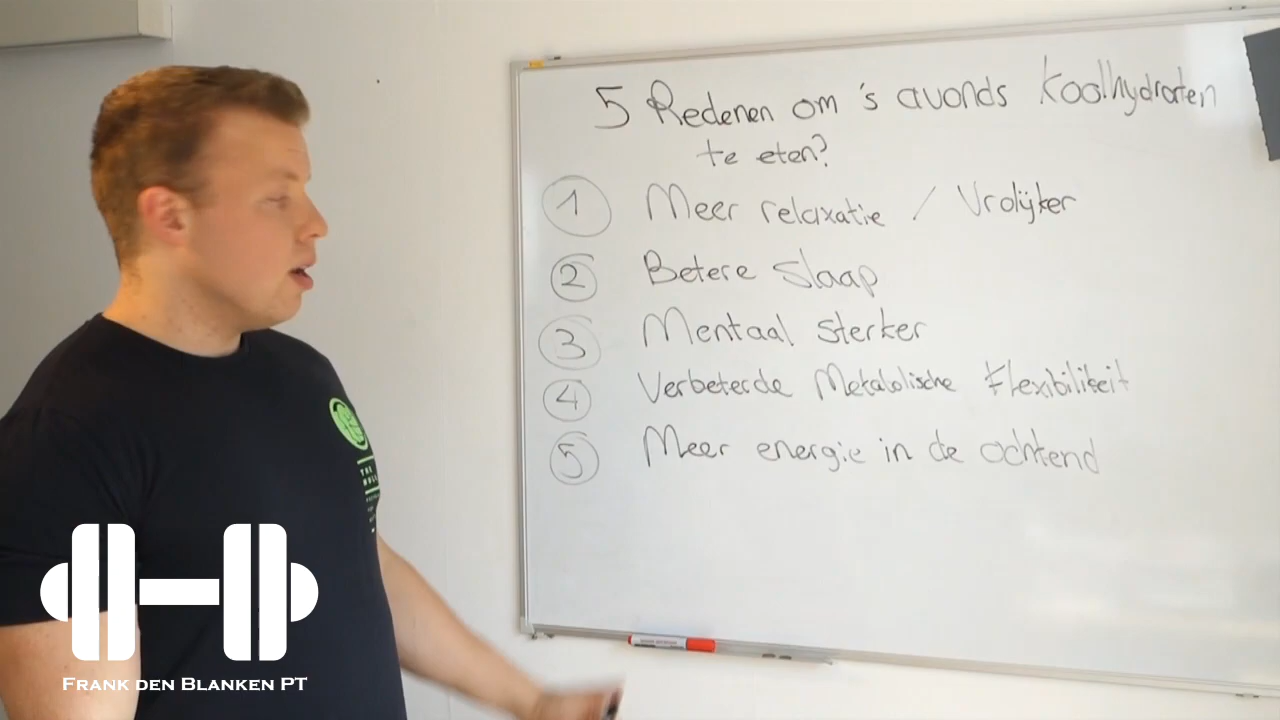 5 Redenen om 's avonds Koolhydraten
te eten?
1 Meer relaxatie / Vrolijker
2 Betere slaap
3 Mentaal sterker
4 Verbeterde Metabolische Flexibiliteit
5 Meer energie in de ochtend
FRANK DEN BLANKEN PT